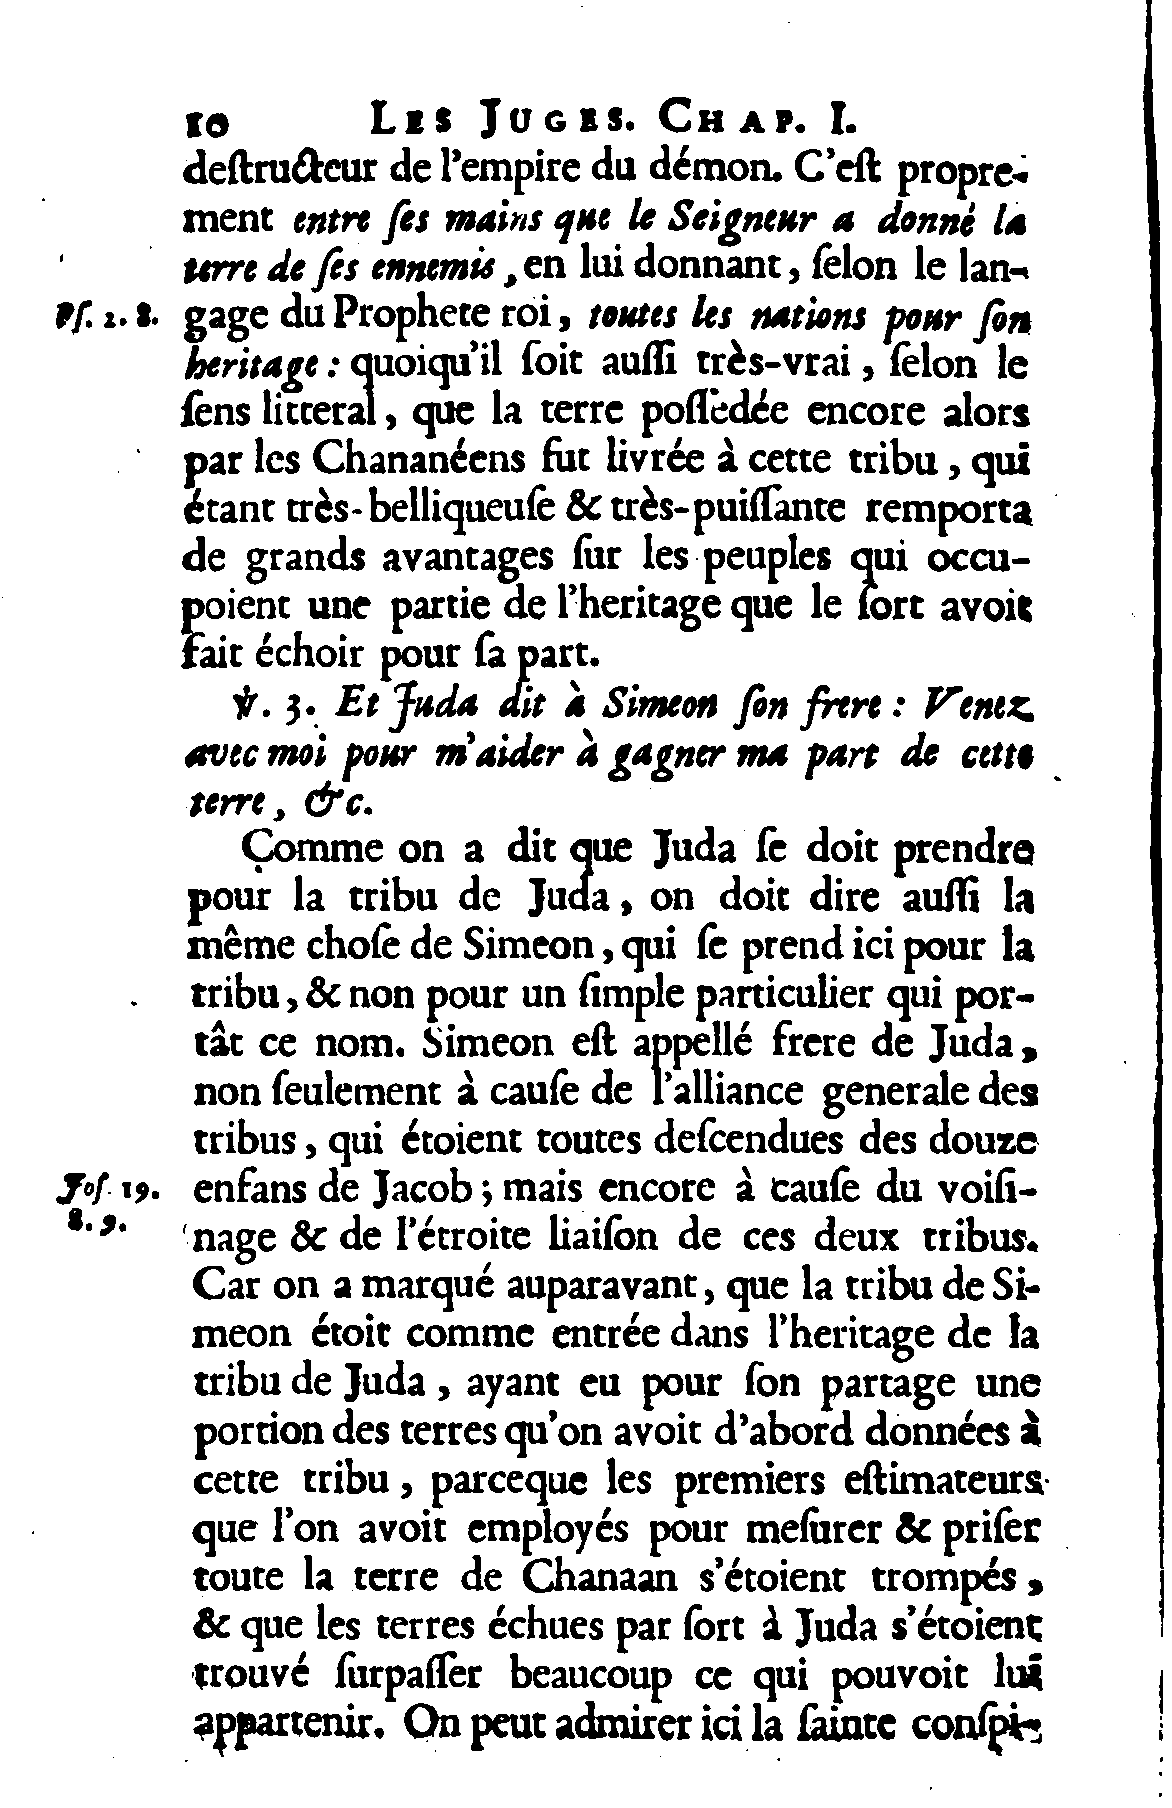 10 LES JUGES. CHAP. I.
deſtructeur de l'empire du démon. C'eſt propre-
ment entre ſes mains que le Seigneur a donné la
terre de ſes ennemis, en lui donnant, ſelon le lan-
Pſ. 2. 8. gage du Prophete roi, toutes les nations pour ſon
heritage : quoiqu'il ſoit auſſi très-vrai, ſelon le
ſens litteral, que la terre poſſedée encore alors
par les Chananéens fut livrée à cette tribu, qui
étant très-belliqueuſe & très-puiſſante remporta
de grands avantages ſur les peuples qui occu-
poient une partie de l'heritage que le ſort avoit
fait échoir pour ſa part.
℣. 3. Et Juda dit à Simeon ſon frere : Venez
avec moi pour m'aider à gagner ma part de cette
terre, &c.
Comme on a dit que Juda ſe doit prendre
pour la tribu de Juda, on doit dire auſſi la
même choſe de Simeon, qui ſe prend ici pour la
tribu, & non pour un ſimple particulier qui por-
tât ce nom. Simeon eſt appellé frere de Juda,
non ſeulement à cauſe de l'alliance generale des
tribus, qui étoient toutes deſcendues des douze
Joſ. 19. enfans de Jacob ; mais encore à cauſe du voiſi-
8. 9. nage & de l'étroite liaiſon de ces deux tribus.
Car on a marqué auparavant, que la tribu de Si-
meon étoit comme entrée dans l'heritage de la
tribu de Juda, ayant eu pour ſon partage une
portion des terres qu'on avoit d'abord données à
cette tribu, parceque les premiers eſtimateurs
que l'on avoit employés pour meſurer & priſer
toute la terre de Chanaan s'étoient trompés,
& que les terres échues par ſort à Juda s'étoient
trouvé ſurpaſſer beaucoup ce qui pouvoit lui
appartenir. On peut admirer ici la ſainte conſpi-